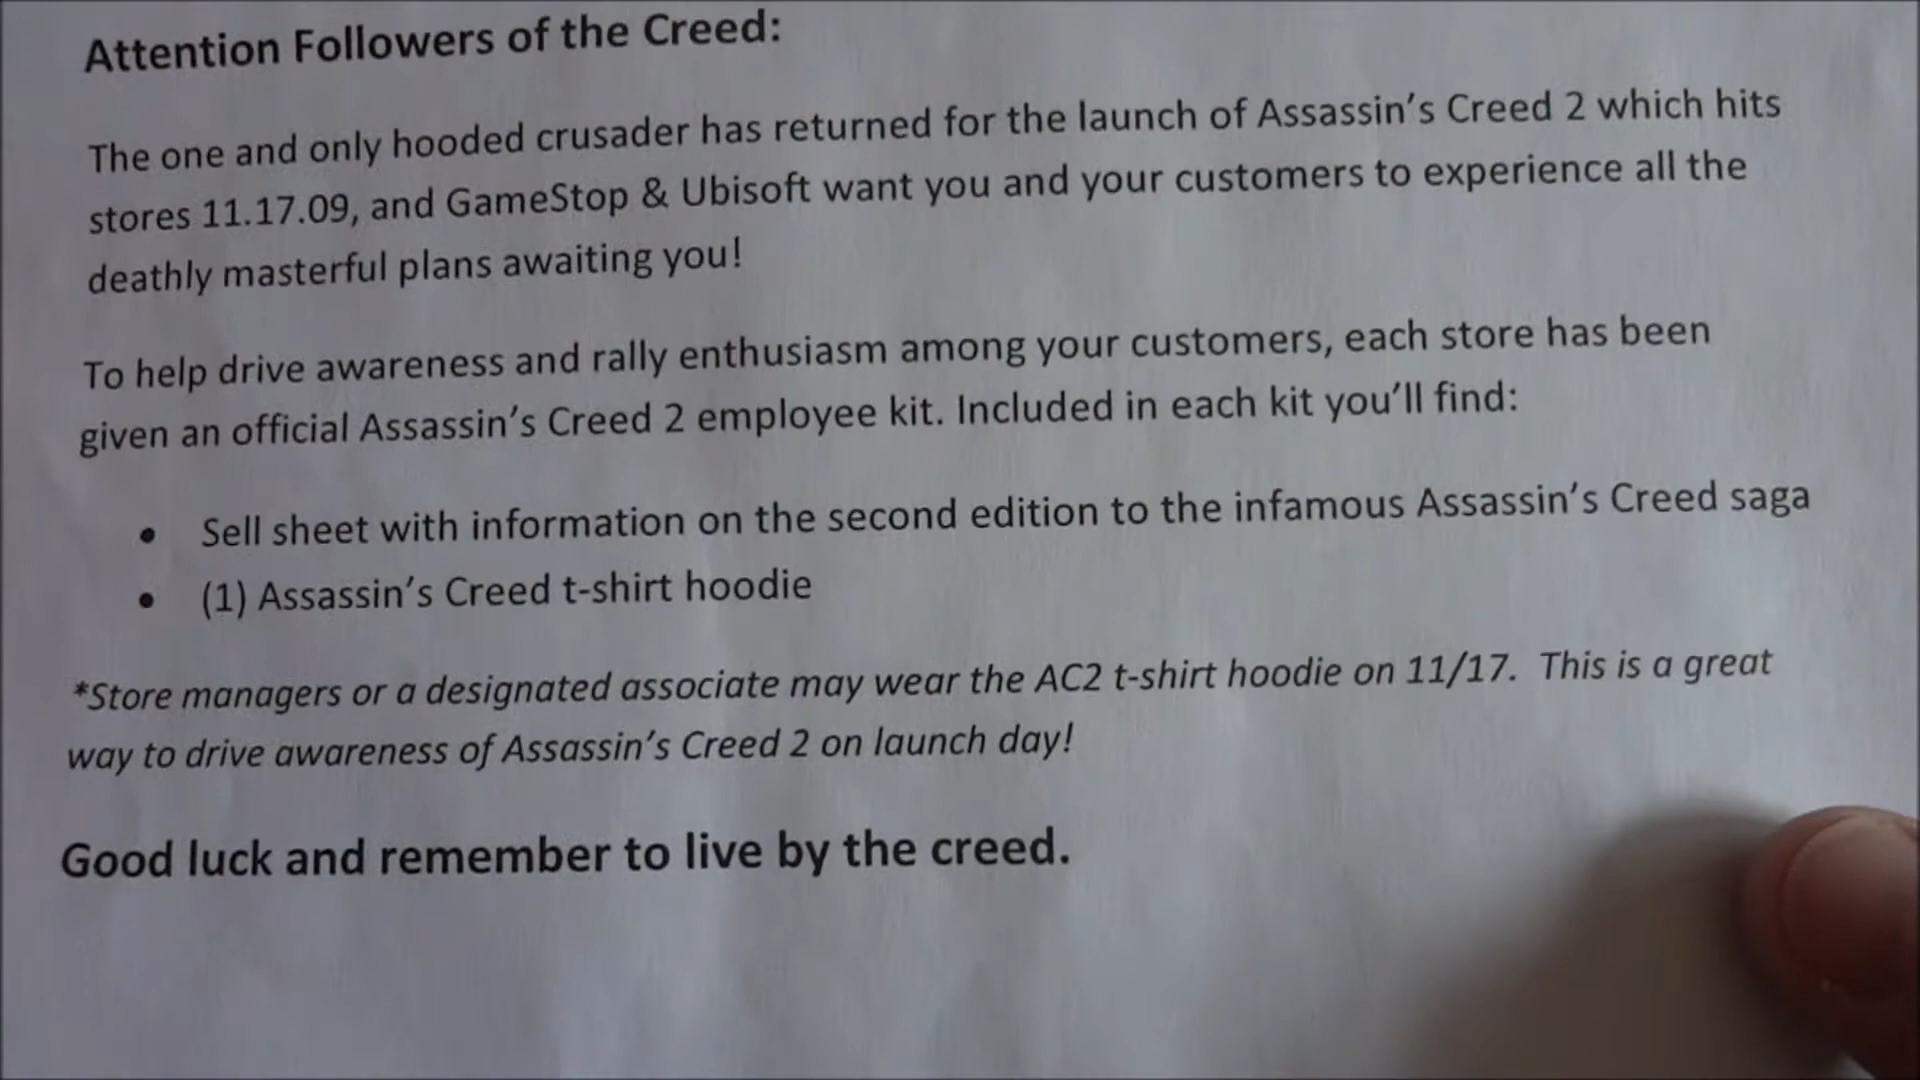 Attention Followers of the Creed:
The one and only hooded crusader has returned for the launch of Assassin's Creed 2 which hits
stores 11.17.09, and GameStop & Ubisoft want you and your customers to experience all the
deathly masterful plans awaiting you!
To help drive awareness and rally enthusiasm among your customers, each store has been
given an official Assassin's Creed 2 employee kit. Included in each kit you'll find:
• Sell sheet with information on the second edition to the infamous Assassin's Creed saga
• (1) Assassin's Creed t-shirt hoodie
*Store managers or a designated associate may wear the AC2 t-shirt hoodie on 11/17. This is a great
way to drive awareness of Assassin's Creed 2 on launch day!
Good luck and remember to live by the creed.